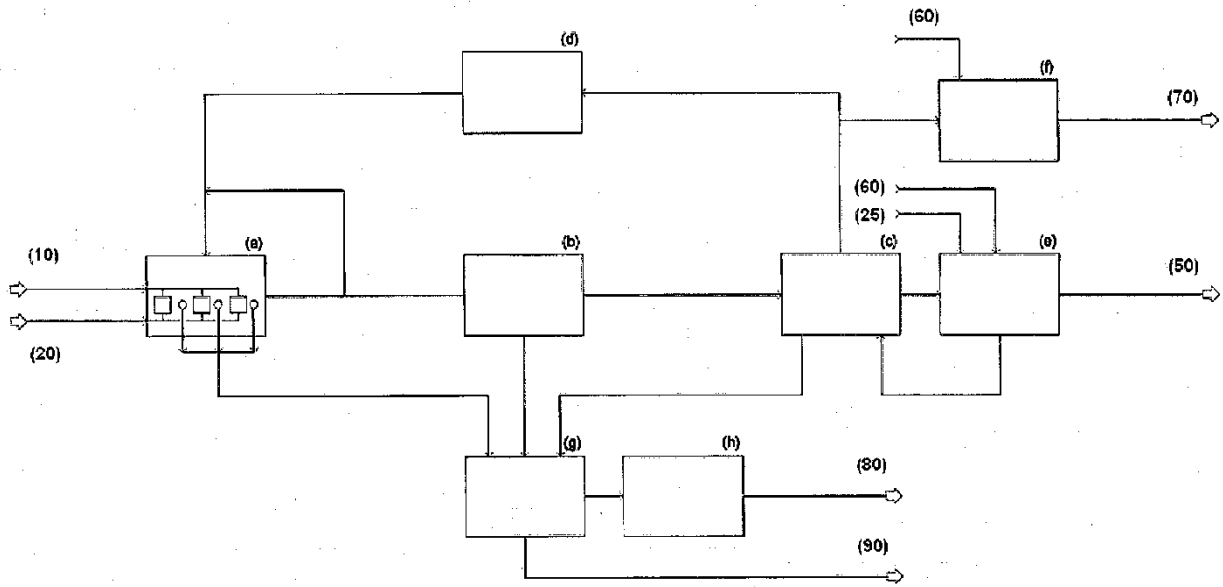 (60)
(d)
(f)
(70)
(60)
(25)
(a)
(b)
(c)
(e)
(10)
(50)
(20)
(g)
(h)
(80)
(90)